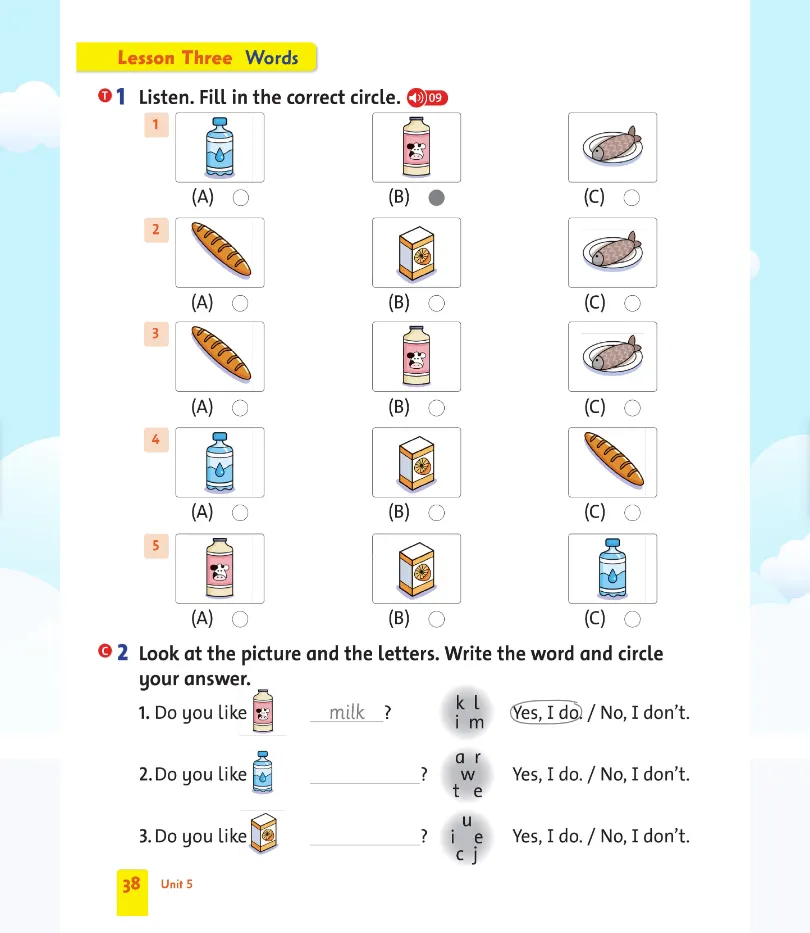 Lesson Three Words
T 1 Listen. Fill in the correct circle. 09
1
(A) (B) (C)
2
(A) (B) (C)
3
(A) (B) (C)
4
(A) (B) (C)
5
(A) (B) (C)
C 2 Look at the picture and the letters. Write the word and circle
your answer.
k l
1. Do you like milk ? i m Yes, I do. / No, I don't.
a r
2. Do you like ____________ ? w Yes, I do. / No, I don't.
t e
u
3. Do you like ____________ ? i e Yes, I do. / No, I don't.
c j
38 Unit 5